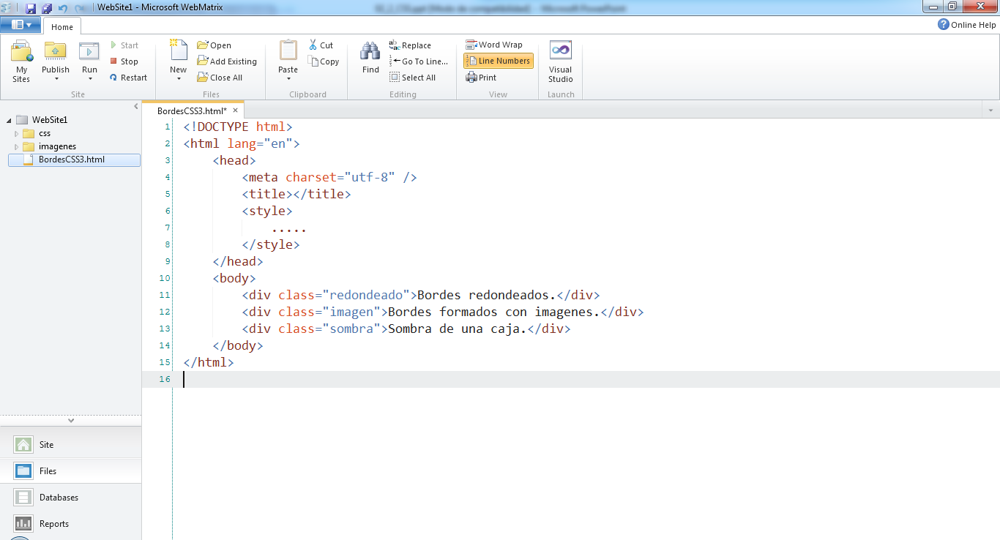 WebSite1 - Microsoft WebMatrix
Home
Online Help
My Sites
Publish
Run
Start
Stop
Restart
Site
New
Open
Add Existing
Close All
Files
Paste
Cut
Copy
Clipboard
Find
Replace
Go To Line...
Select All
Editing
Word Wrap
Line Numbers
Print
View
Visual Studio
Launch
WebSite1
css
imagenes
BordesCSS3.html
Site
Files
Databases
Reports
BordesCSS3.html*
1 <!DOCTYPE html>
2 <html lang="en">
3 <head>
4 <meta charset="utf-8" />
5 <title></title>
6 <style>
7 .....
8 </style>
9 </head>
10 <body>
11 <div class="redondeado">Bordes redondeados.</div>
12 <div class="imagen">Bordes formados con imagenes.</div>
13 <div class="sombra">Sombra de una caja.</div>
14 </body>
15 </html>
16